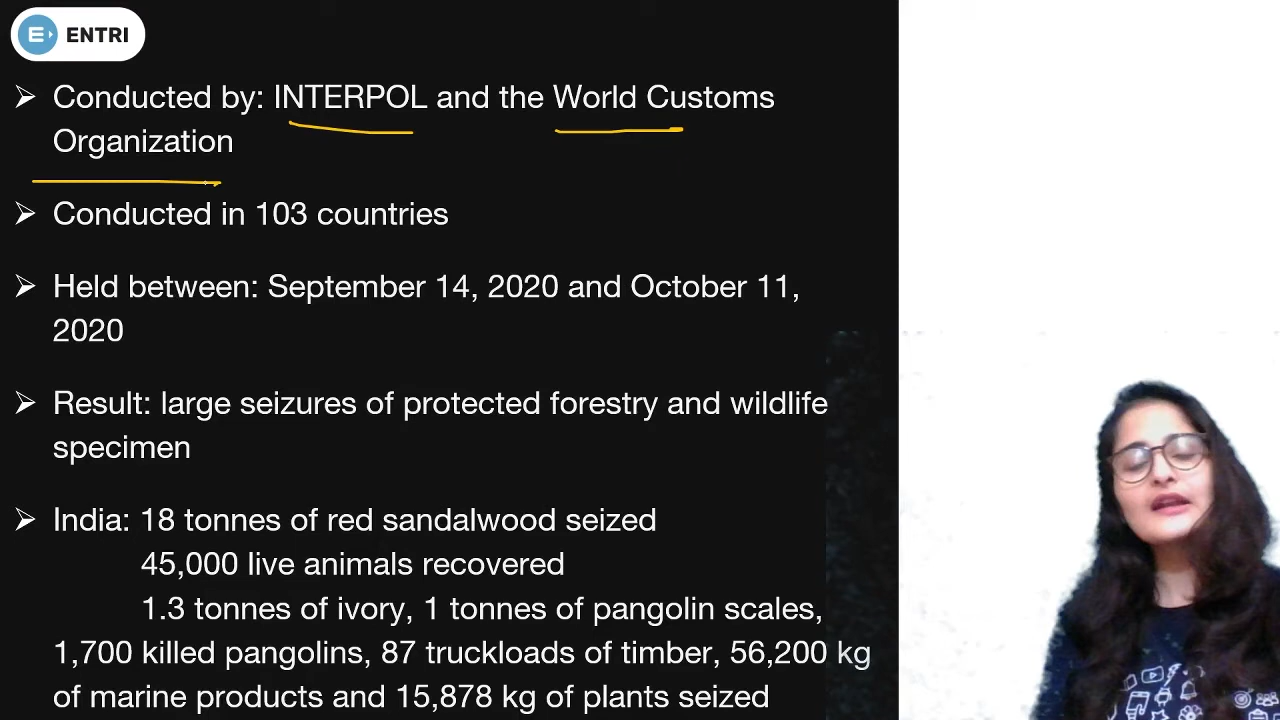 ENTRI
➢ Conducted by: INTERPOL and the World Customs
Organization
➢ Conducted in 103 countries
➢ Held between: September 14, 2020 and October 11,
2020
➢ Result: large seizures of protected forestry and wildlife
specimen
➢ India: 18 tonnes of red sandalwood seized
45,000 live animals recovered
1.3 tonnes of ivory, 1 tonnes of pangolin scales,
1,700 killed pangolins, 87 truckloads of timber, 56,200 kg
of marine products and 15,878 kg of plants seized